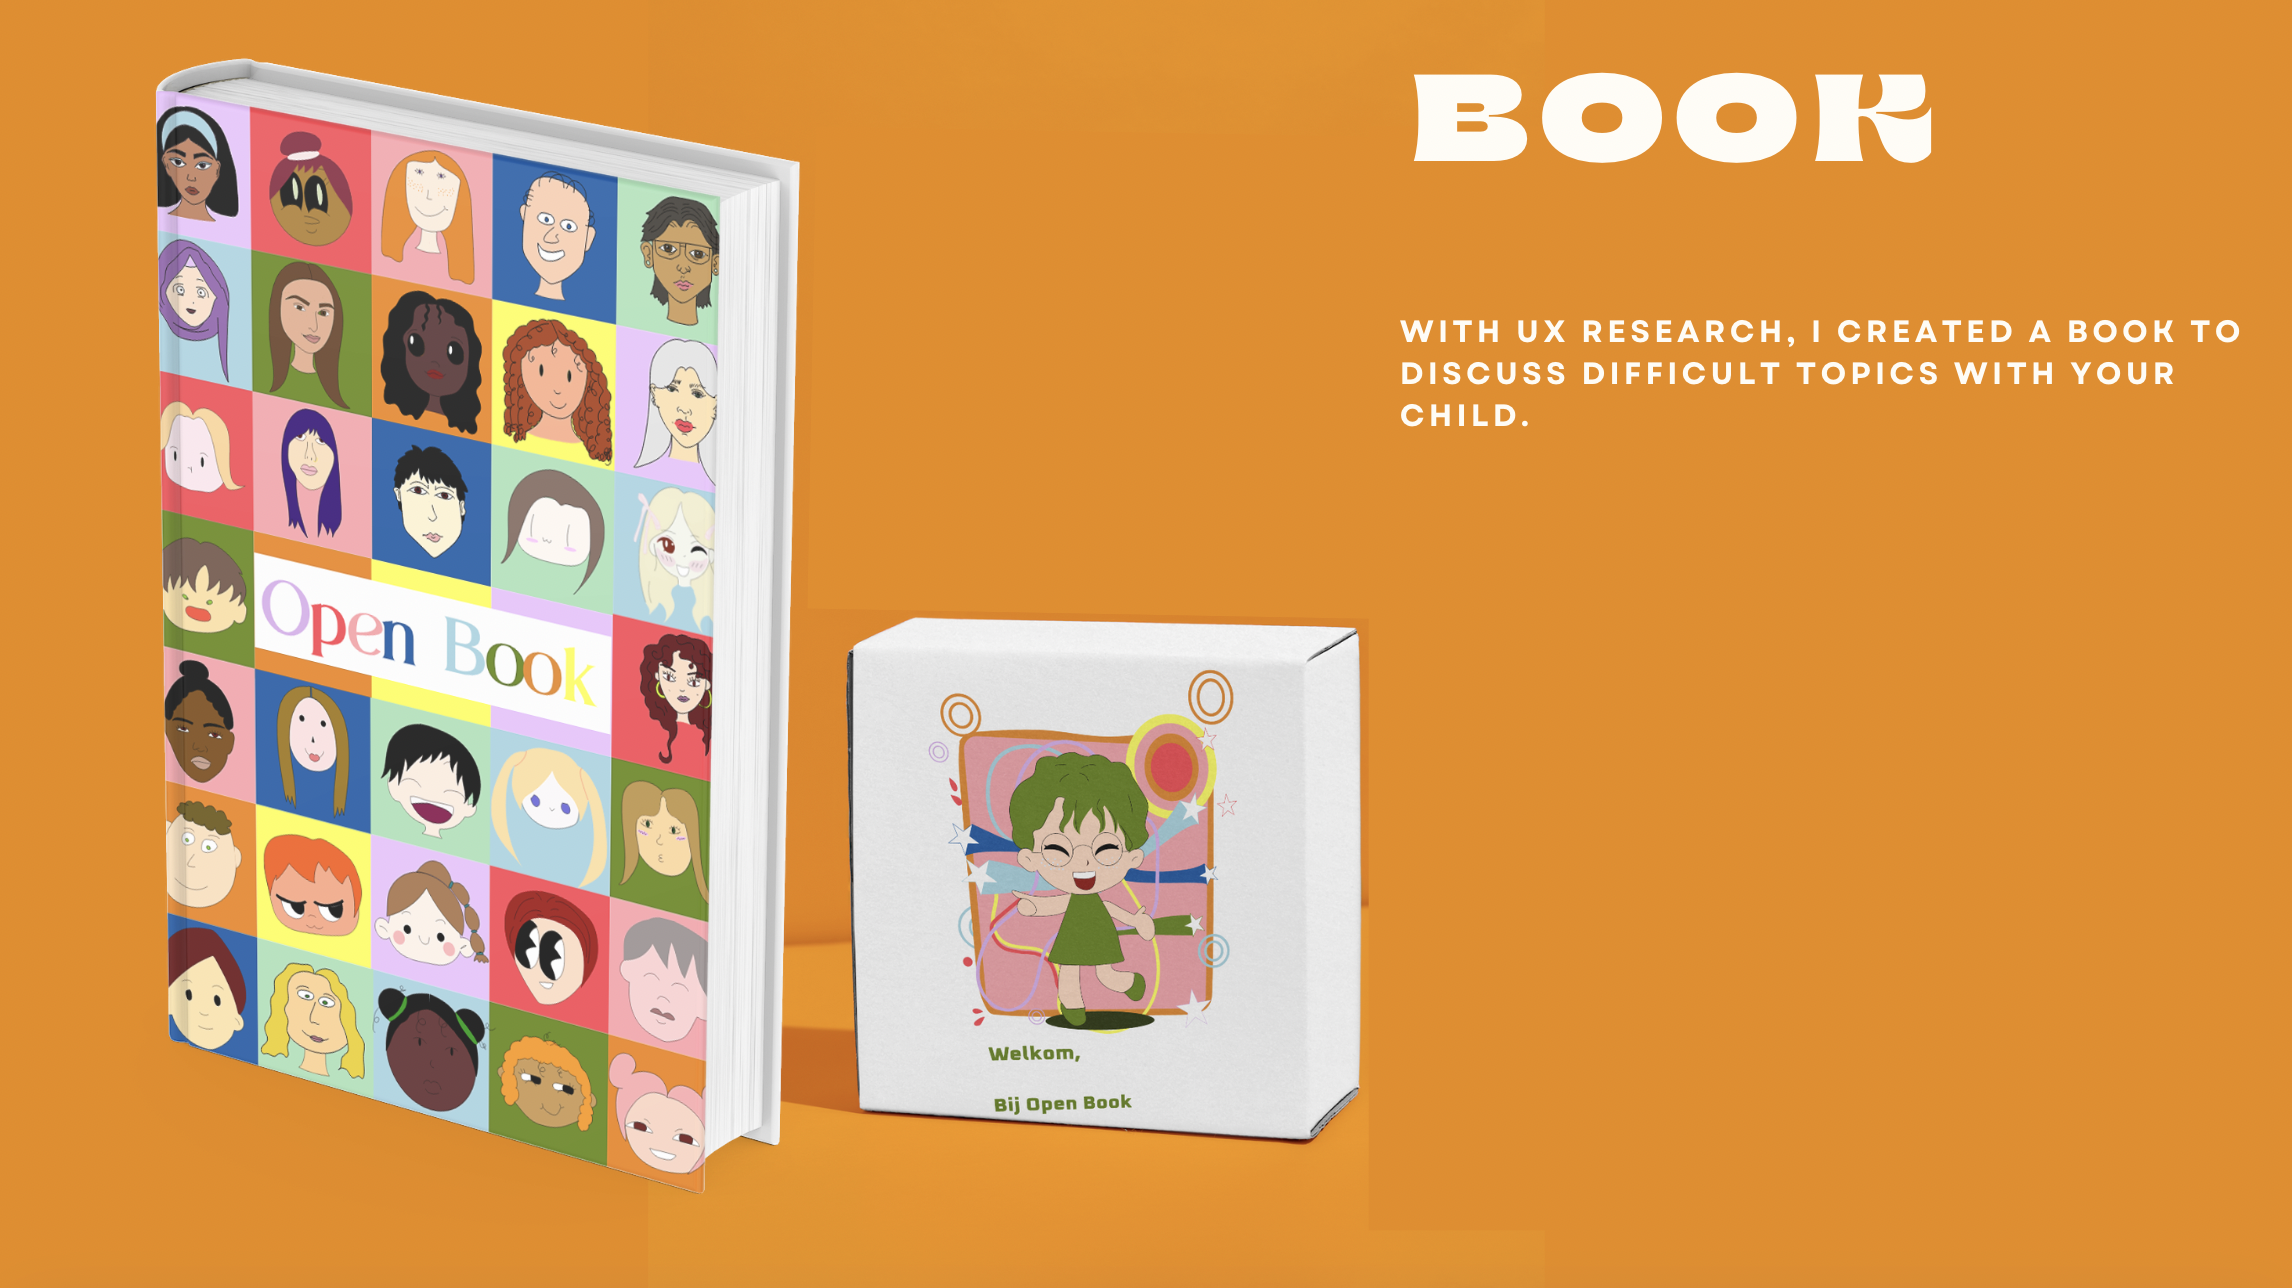 BOOK
WITH UX RESEARCH, I CREATED A BOOK TO
DISCUSS DIFFICULT TOPICS WITH YOUR
CHILD.
Open Book
Welkom,
Bij Open Book